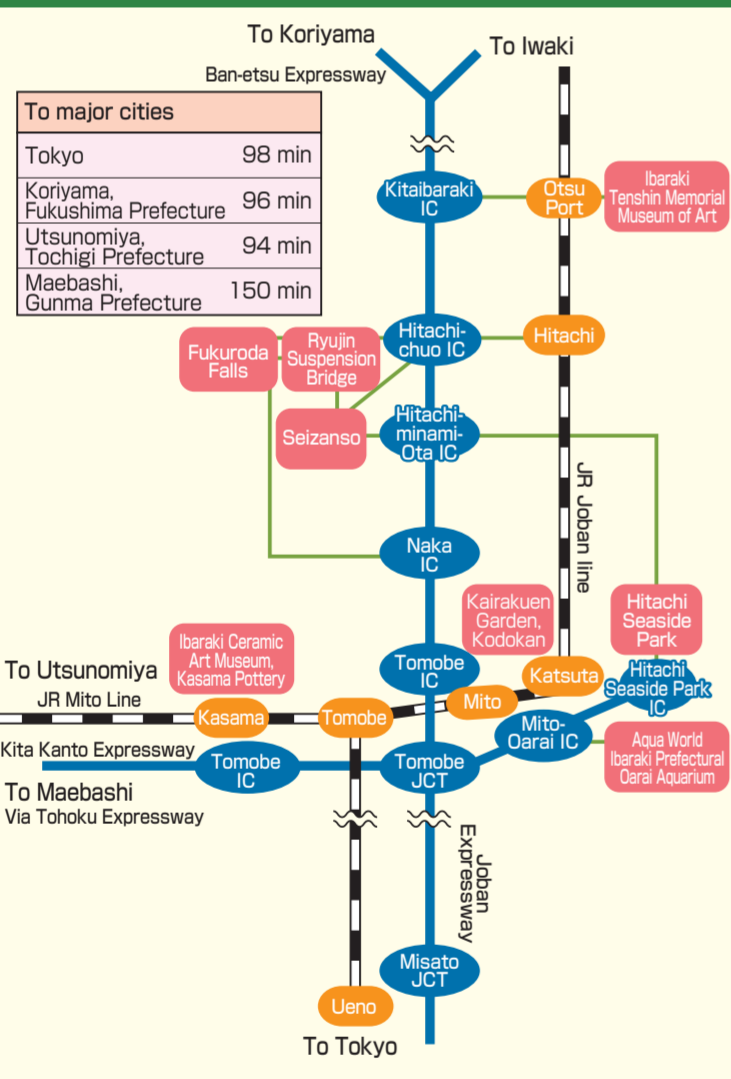 To Koriyama
To Iwaki
Ban-etsu Expressway
To major cities
Tokyo 98 min
Koriyama,
Fukushima Prefecture 96 min
Utsunomiya,
Tochigi Prefecture 94 min
Maebashi,
Gunma Prefecture 150 min
Kitaibaraki
IC
Otsu
Port
Ibaraki
Tenshin Memorial
Museum of Art
Fukuroda
Falls
Ryujin
Suspension
Bridge
Hitachi-
chuo IC
Hitachi
Seizanso
Hitachi-
minami-
Ota IC
JR Joban line
Naka
IC
Kairakuen
Garden,
Kodokan
Hitachi
Seaside
Park
Ibaraki Ceramic
Art Museum,
Kasama Pottery
To Utsunomiya
JR Mito Line
Tomobe
IC
Katsuta
Hitachi
Seaside Park
IC
Kasama
Tomobe
Mito
Mito-
Oarai IC
Kita Kanto Expressway
Tomobe
IC
Tomobe
JCT
Aqua World
Ibaraki Prefectural
Oarai Aquarium
To Maebashi
Via Tohoku Expressway
Joban
Expressway
Misato
JCT
Ueno
To Tokyo